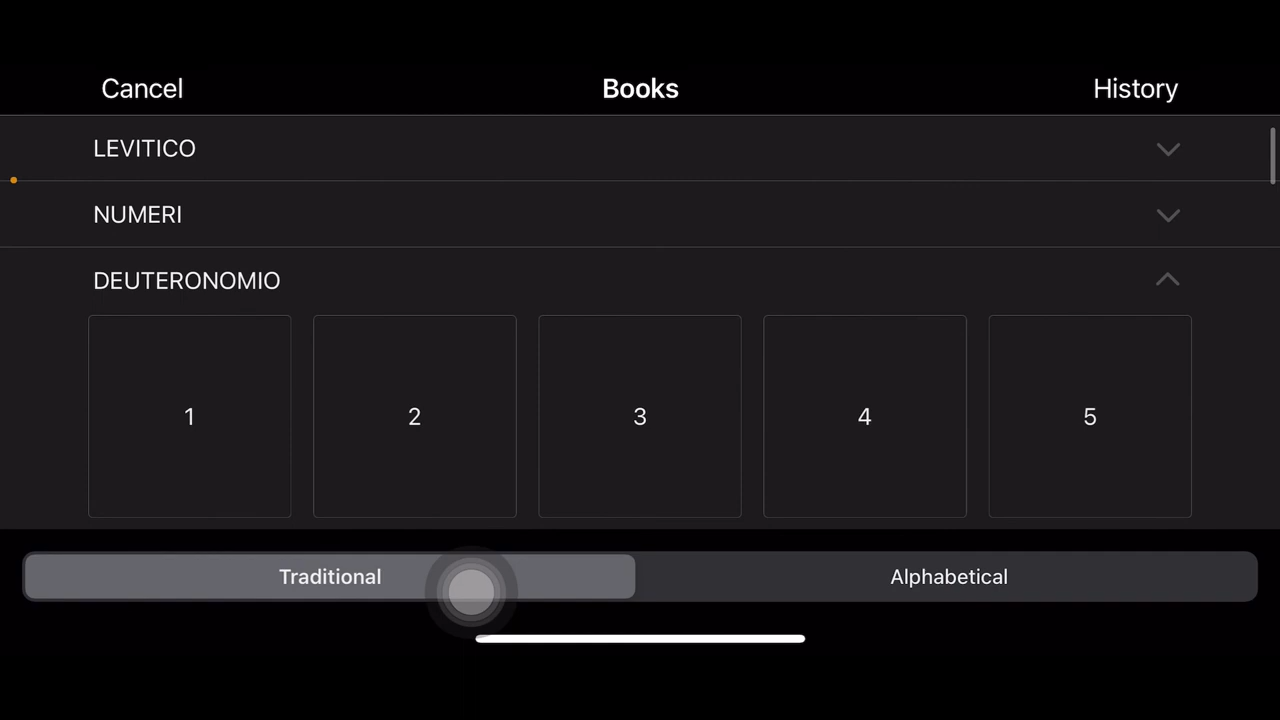 Cancel Books History
LEVITICO
NUMERI
DEUTERONOMIO
1 2 3 4 5
Traditional Alphabetical